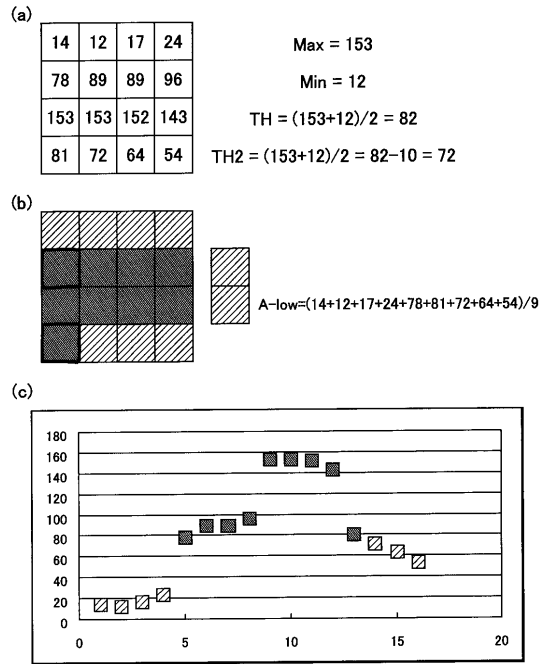 (a)
14 12 17 24
78 89 89 96
153 153 152 143
81 72 64 54
Max = 153
Min = 12
TH = (153+12)/2 = 82
TH2 = (153+12)/2 = 82-10 = 72
(b)
A-low=(14+12+17+24+78+81+72+64+54)/9
(c)
180
160
140
120
100
80
60
40
20
0
0 5 10 15 20